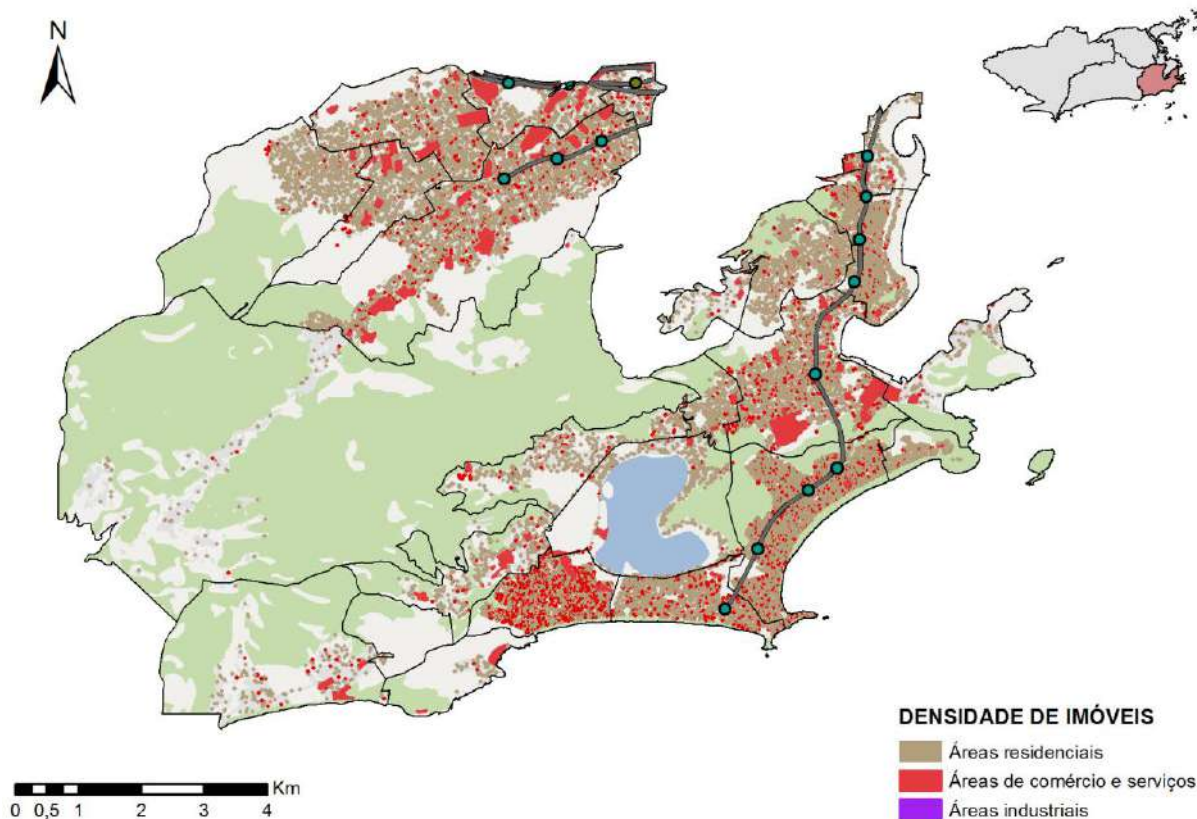 N
DENSIDADE DE IMÓVEIS
Áreas residenciais
Áreas de comércio e serviços
Áreas industriais
Km
0 0,5 1 2 3 4